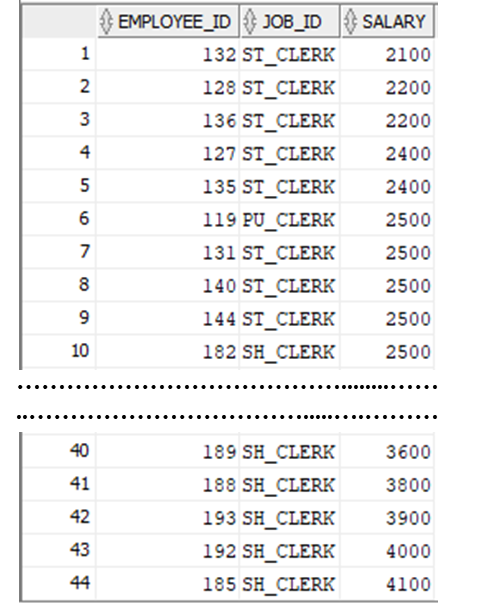 EMPLOYEE_ID JOB_ID SALARY
1 132 ST_CLERK 2100
2 128 ST_CLERK 2200
3 136 ST_CLERK 2200
4 127 ST_CLERK 2400
5 135 ST_CLERK 2400
6 119 PU_CLERK 2500
7 131 ST_CLERK 2500
8 140 ST_CLERK 2500
9 144 ST_CLERK 2500
10 182 SH_CLERK 2500
40 189 SH_CLERK 3600
41 188 SH_CLERK 3800
42 193 SH_CLERK 3900
43 192 SH_CLERK 4000
44 185 SH_CLERK 4100